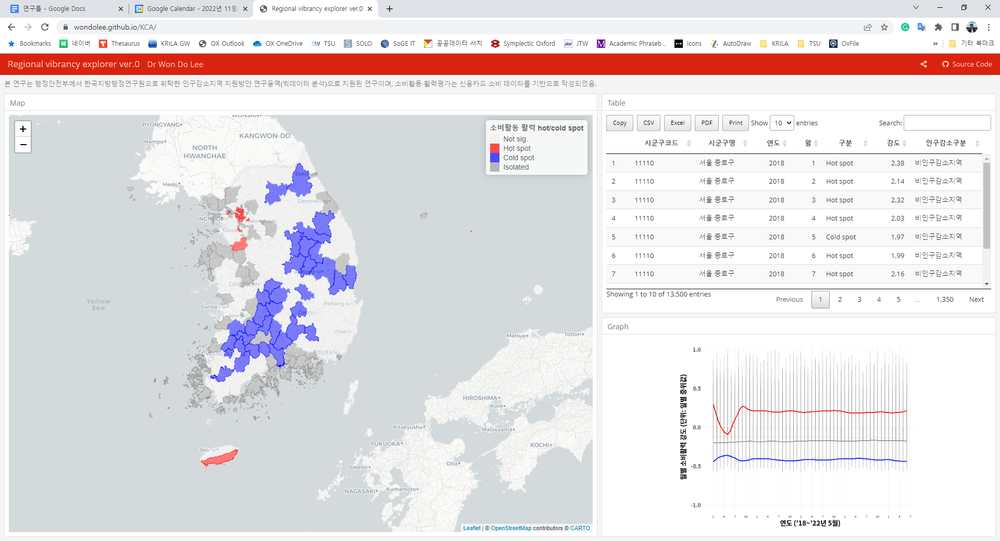 연구틀 - Google Docs
Google Calendar - 2022년 11월
Regional vibrancy explorer ver.0
wondolee.github.io/KCA/
Bookmarks
네이버
Thesaurus
KRILA GW
OX Outlook
OX OneDrive
TSU TSU
SOLO
SoGE IT
공공데이터 서치
Symplectic Oxford
jtw JTW
Academic Phraseb...
Icons
AutoDraw
KRILA
TSU
OxFile
»
기타 북마크
Regional vibrancy explorer ver.0 Dr Won Do Lee
Source Code
본 연구는 행정안전부에서 한국지방행정연구원으로 위탁한 인구감소지역 지원방안 연구용역(빅데이터 분석)으로 지원된 연구이며, 소비활동 활력평가는 신용카드 소비 데이터를 기반으로 작성되었음.
Map
+
−
소비활동 활력 hot/cold spot
Not sig.
Hot spot
Cold spot
Isolated
WONSAN
PYONGYANG
KANGWON-DO
Nampo
NORTH
HWANGHAE
Haeju
Sokcho
Gangneung
INCHEON
Seongnam
Suwon
Andong-si
DAEJEON
Yellow
Sea
Pohang-si
Gunsan-si
Jeonju
Daegu
Ulsan
GWANGJU
BUSAN
Matsue
Tottori
HIROSHIMA
Kure
Kitakyushu
Matsuyama
FUKUOKA
KOCHI
Jeju-si
Oita
Sasebo
NAGASAKI
Kumamoto
Leaflet | © OpenStreetMap contributors © CARTO
Table
Copy CSV Excel PDF Print Show 10 entries Search:
시군구코드 시군구명 연도 월 구분 강도 인구감소구분
1 11110 서울 종로구 2018 1 Hot spot 2.38 비인구감소지역
2 11110 서울 종로구 2018 2 Hot spot 2.14 비인구감소지역
3 11110 서울 종로구 2018 3 Hot spot 2.32 비인구감소지역
4 11110 서울 종로구 2018 4 Hot spot 2.03 비인구감소지역
5 11110 서울 종로구 2018 5 Cold spot 1.97 비인구감소지역
6 11110 서울 종로구 2018 6 Hot spot 1.99 비인구감소지역
7 11110 서울 종로구 2018 7 Hot spot 2.16 비인구감소지역
Showing 1 to 10 of 13,500 entries
Previous 1 2 3 4 5 … 1,350 Next
Graph
월별 소비활력 강도 (단위: 일별 중위값)
1.0
0.5
0.0
-0.5
-1.0
1 4 7 10 1 4 7 10 1 4 7 10 1 4 7 10 1 4 7
연도 ('18~'22년 5월)